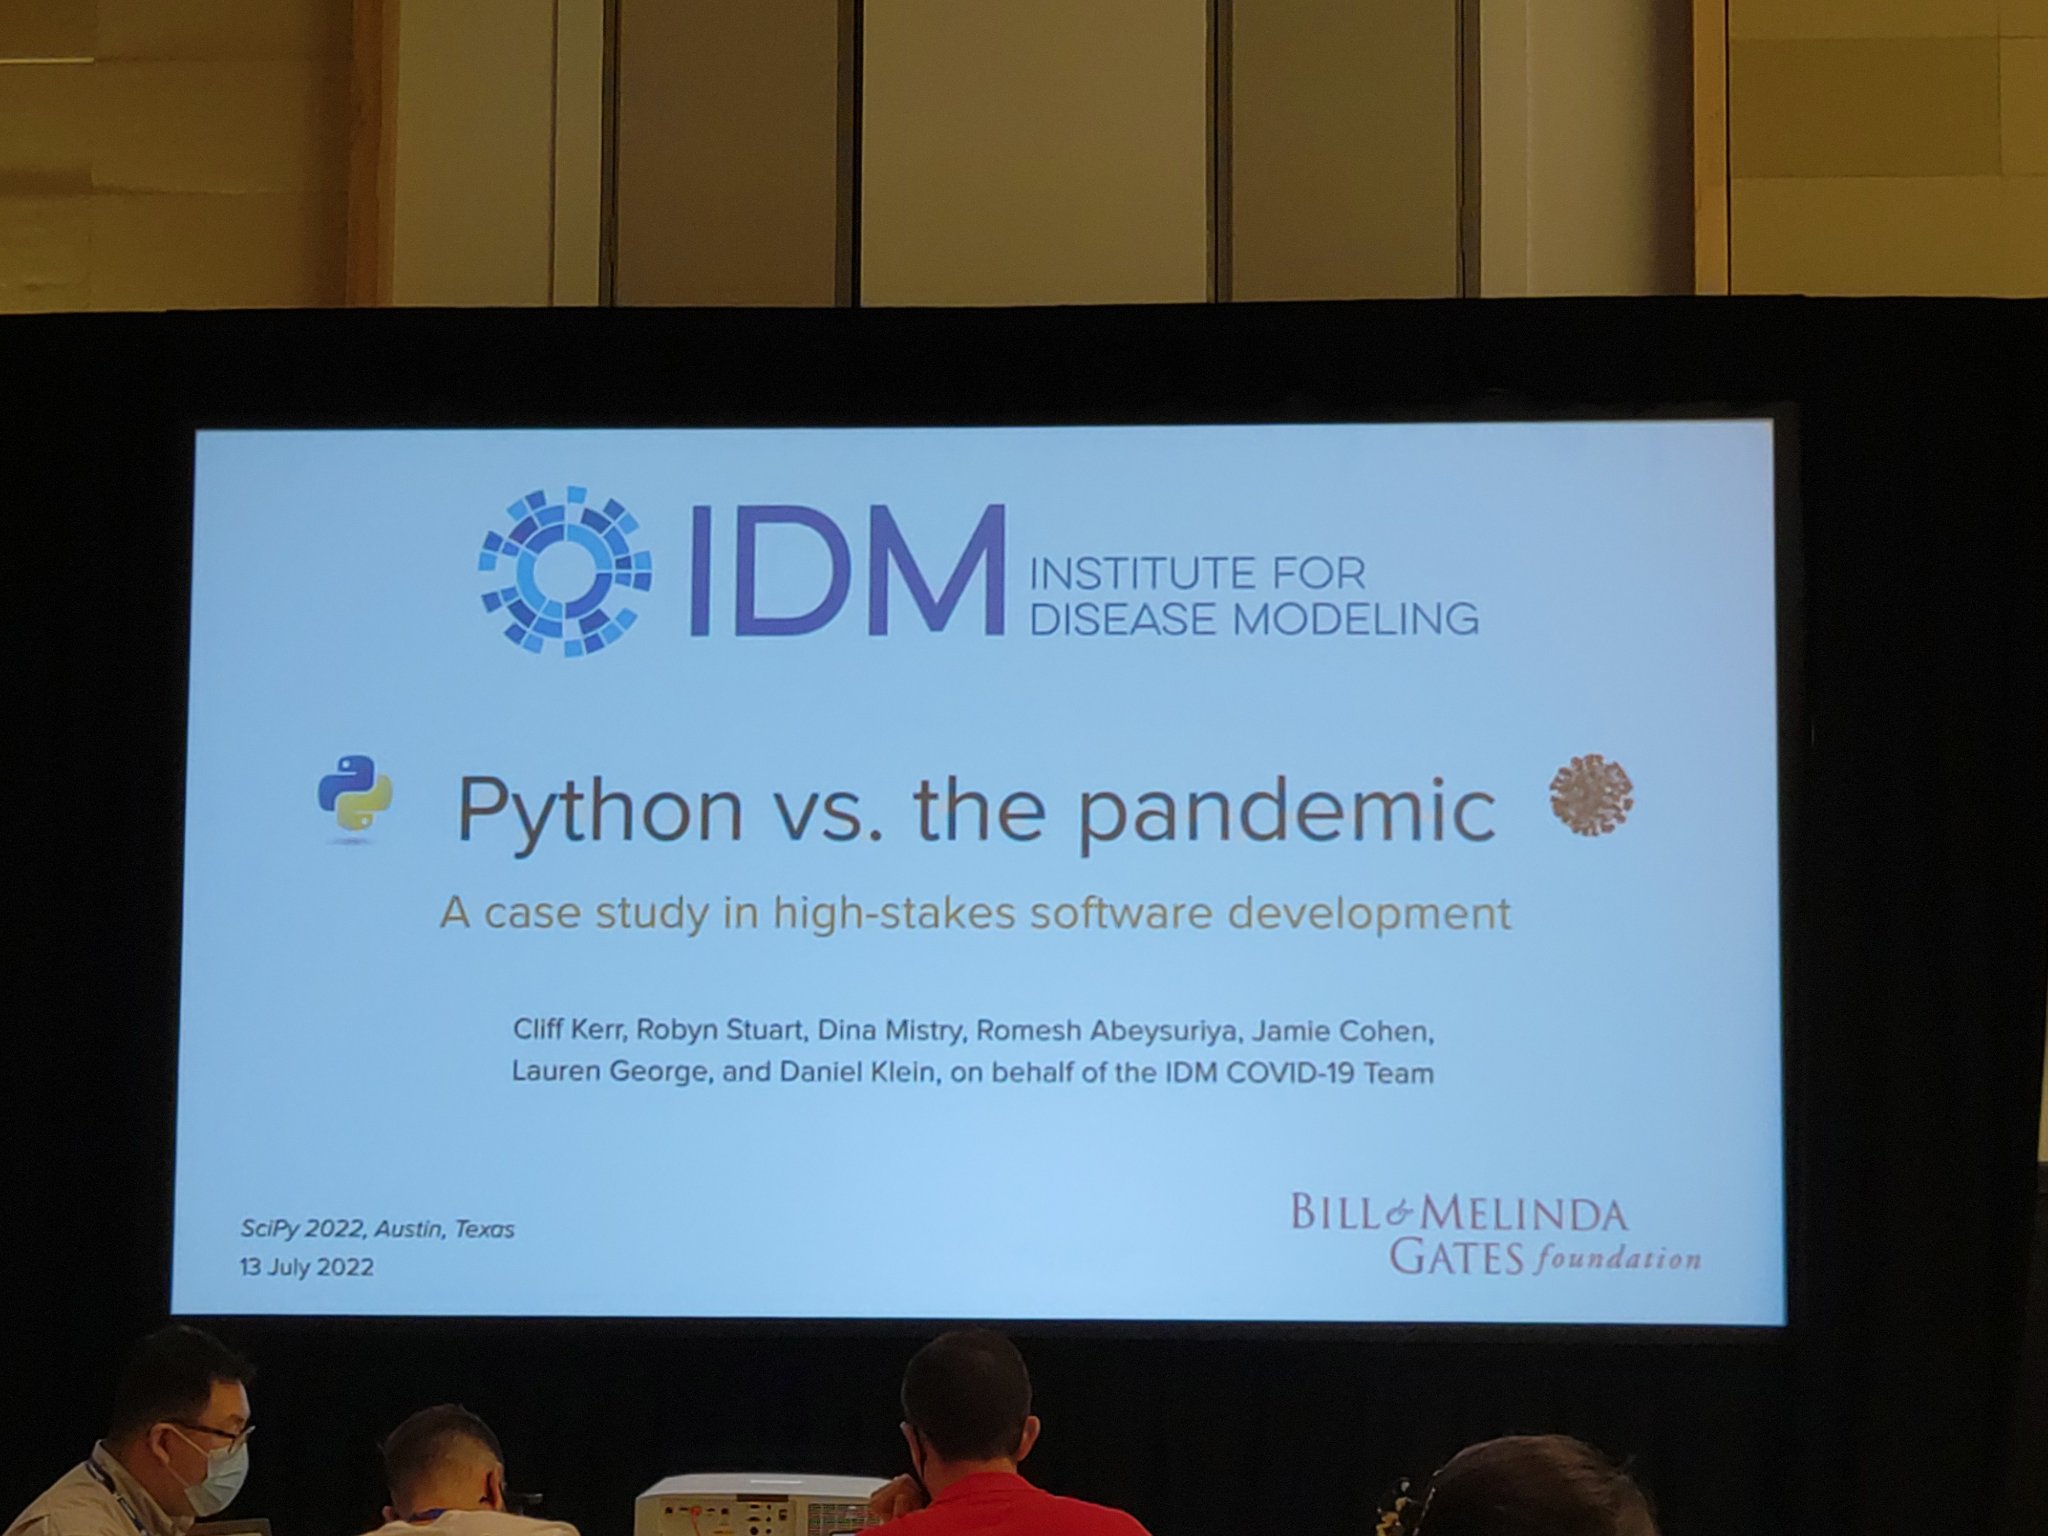 IDM INSTITUTE FOR
DISEASE MODELING
Python vs. the pandemic
A case study in high-stakes software development
Cliff Kerr, Robyn Stuart, Dina Mistry, Romesh Abeysuriya, Jamie Cohen,
Lauren George, and Daniel Klein, on behalf of the IDM COVID-19 Team
SciPy 2022, Austin, Texas
13 July 2022
BILL & MELINDA
GATES foundation